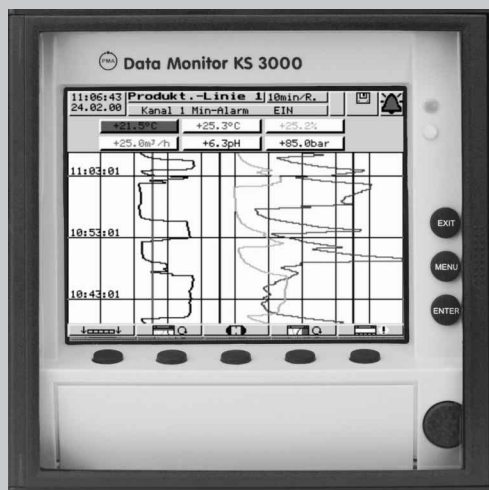 PMA Data Monitor KS 3000
11:06:43 Produkt.-Linie 1 10min/R.
24.02.00 Kanal 1 Min-Alarm EIN
+21.5°C +25.3°C +25.2%
+25.0m³/h +6.3pH +85.0bar
11:03:01
10:53:01
10:43:01
EXIT
MENU
ENTER